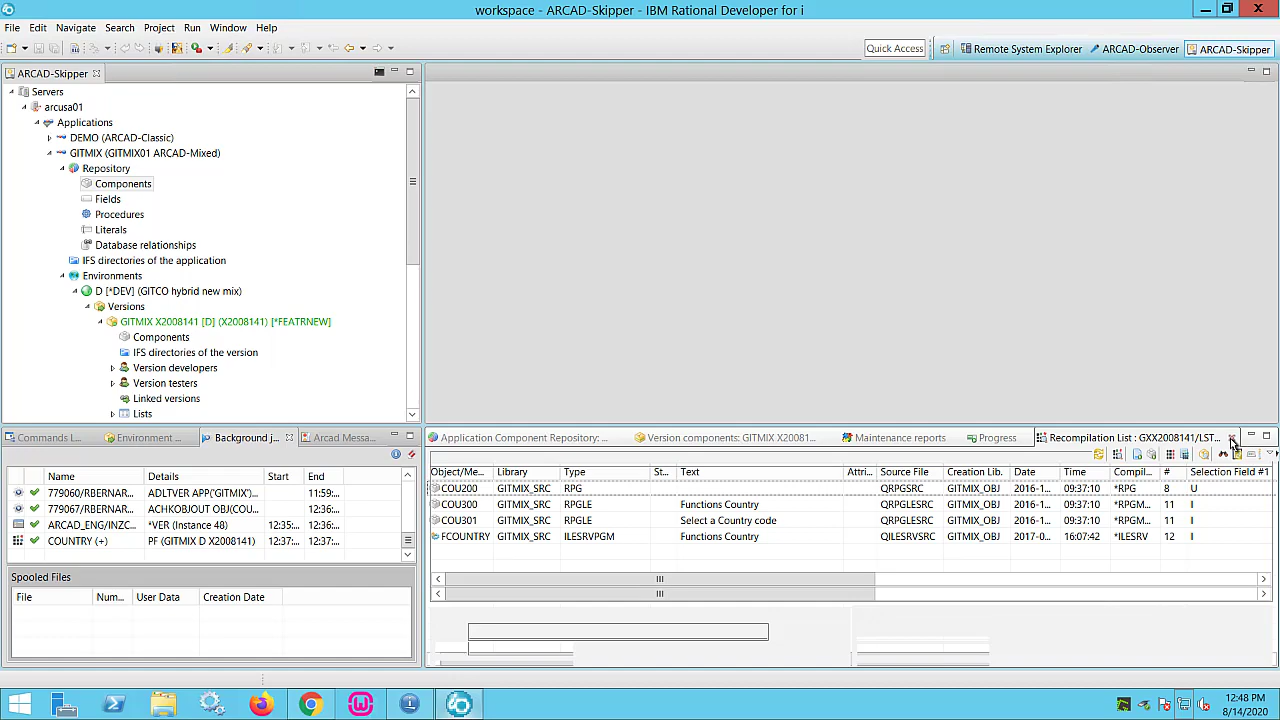 workspace - ARCAD-Skipper - IBM Rational Developer for i
File Edit Navigate Search Project Run Window Help
Quick Access Remote System Explorer ARCAD-Observer ARCAD-Skipper
ARCAD-Skipper
Servers
arcusa01
Applications
DEMO (ARCAD-Classic)
GITMIX (GITMIX01 ARCAD-Mixed)
Repository
Components
Fields
Procedures
Literals
Database relationships
IFS directories of the application
Environments
D [*DEV] (GITCO hybrid new mix)
Versions
GITMIX X2008141 [D] (X2008141) [*FEATRNEW]
Components
IFS directories of the version
Version developers
Version testers
Linked versions
Lists
Commands L... Environment ... Background j... Arcad Messa...
Name Details Start End
779060/RBERNAR... ADLTVER APP('GITMIX')... 11:59:...
779067/RBERNAR... ACHKOBJOUT OBJ(COU... 12:36:...
ARCAD_ENG/INZC... *VER (Instance 48) 12:35:... 12:36:...
COUNTRY (+) PF (GITMIX D X2008141) 12:37:... 12:37:...
Spooled Files
File Num... User Data Creation Date
Application Component Repository: ... Version components: GITMIX X20081... Maintenance reports Progress Recompilation List : GXX2008141/LST...
Object/Me... Library Type St... Text Attri... Source File Creation Lib. Date Time Compil... # Selection Field #1
COU200 GITMIX_SRC RPG QRPGSRC GITMIX_OBJ 2016-1... 09:37:10 *RPG 8 U
COU300 GITMIX_SRC RPGLE Functions Country QRPGLESRC GITMIX_OBJ 2016-1... 09:37:10 *RPGM... 11 I
COU301 GITMIX_SRC RPGLE Select a Country code QRPGLESRC GITMIX_OBJ 2016-1... 09:37:10 *RPGM... 11 I
FCOUNTRY GITMIX_SRC ILESRVPGM Functions Country QILESRVSRC GITMIX_OBJ 2017-0... 16:07:42 *ILESRV 12 I
12:48 PM
8/14/2020